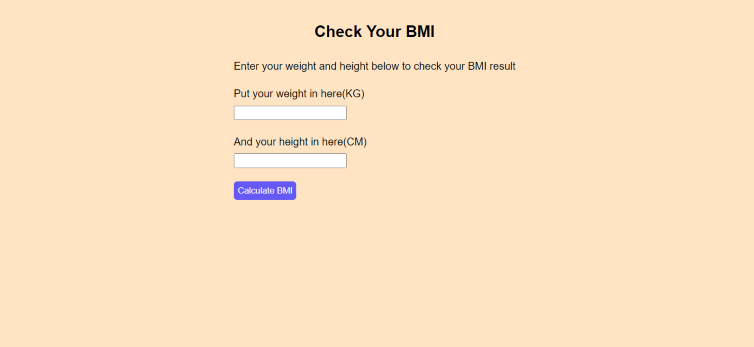 Check Your BMI
Enter your weight and height below to check your BMI result
Put your weight in here(KG)
And your height in here(CM)
Calculate BMI